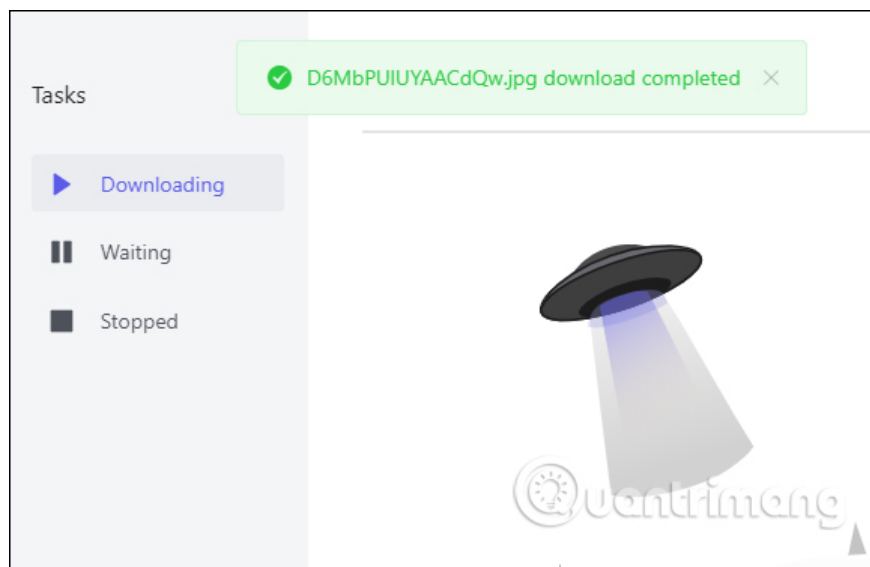 D6MbPUIUYAACdQw.jpg download completed
Tasks
Downloading
Waiting
Stopped
Quantrimang